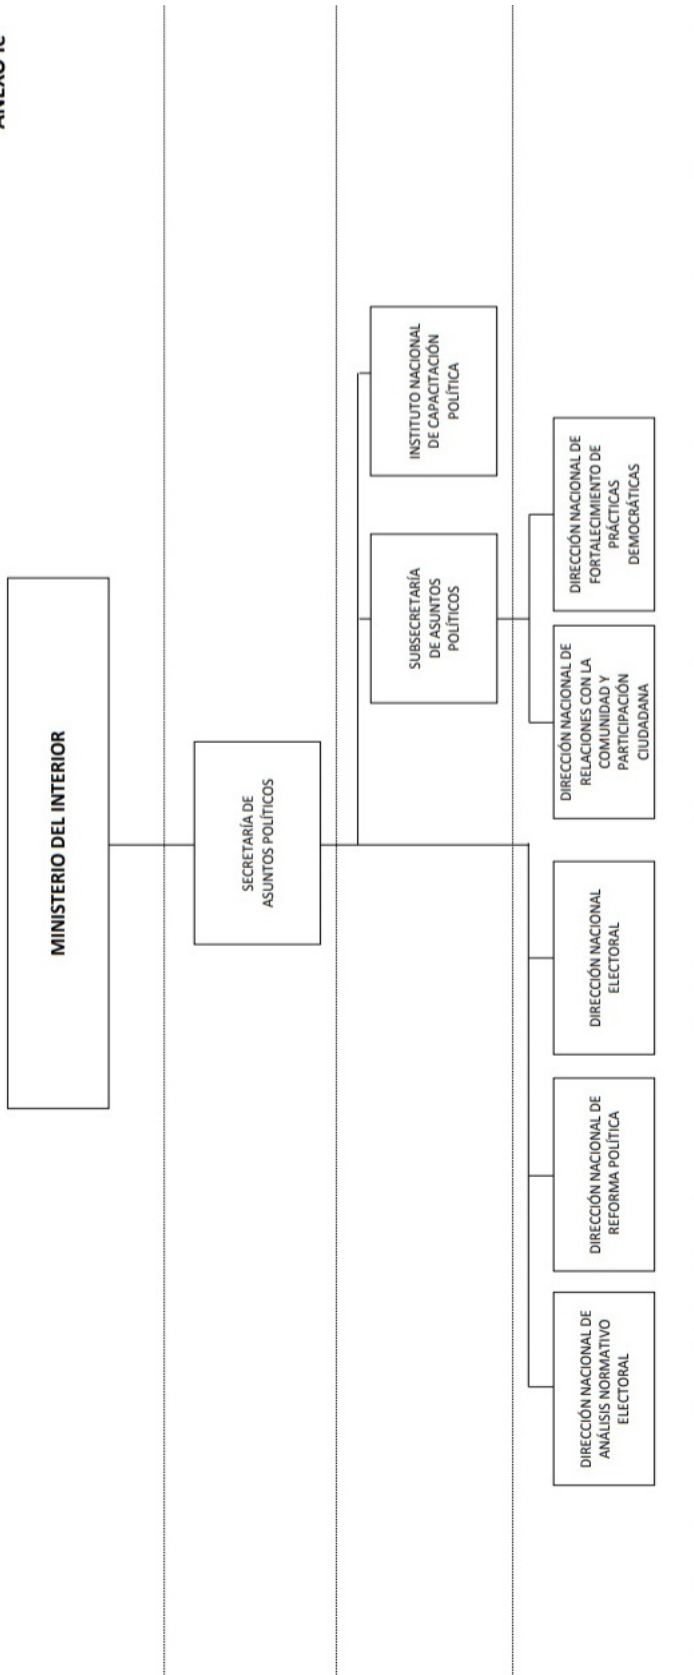 MINISTERIO DEL INTERIOR
SECRETARÍA DE
ASUNTOS POLÍTICOS
SUBSECRETARÍA
DE ASUNTOS
POLÍTICOS
INSTITUTO NACIONAL
DE CAPACITACIÓN
POLÍTICA
DIRECCIÓN NACIONAL DE
ANÁLISIS NORMATIVO
ELECTORAL
DIRECCIÓN NACIONAL DE
REFORMA POLÍTICA
DIRECCIÓN NACIONAL
ELECTORAL
DIRECCIÓN NACIONAL DE
RELACIONES CON LA
COMUNIDAD Y
PARTICIPACIÓN
CIUDADANA
DIRECCIÓN NACIONAL DE
FORTALECIMIENTO DE
PRÁCTICAS
DEMOCRÁTICAS